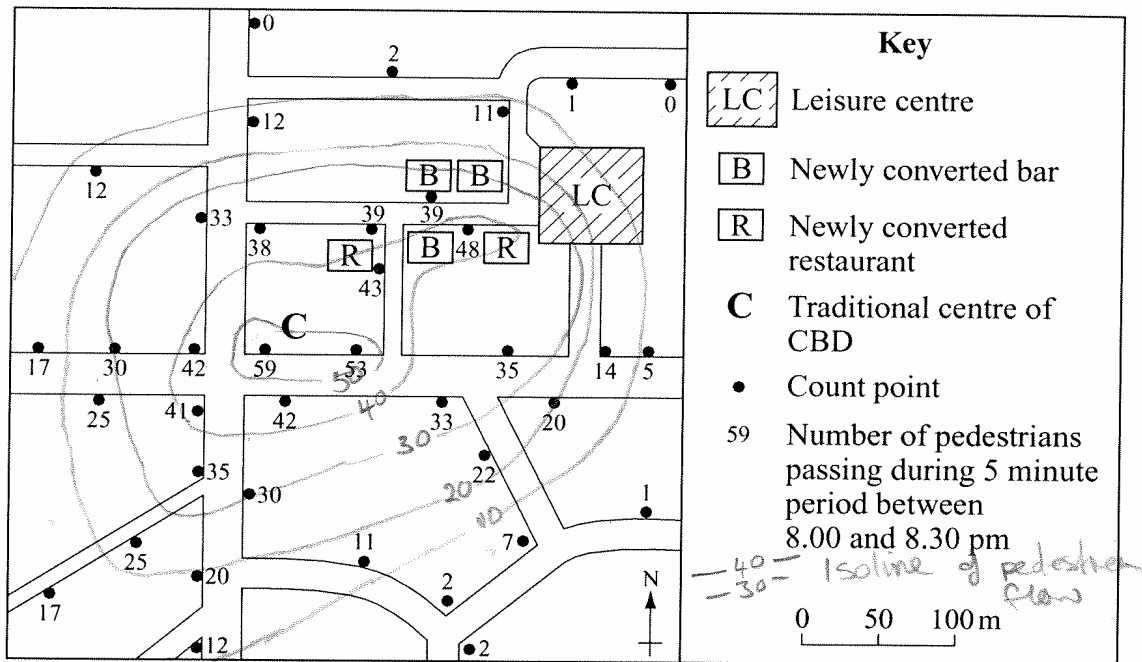 0
2
1
0
12
11
LC
B
B
12
33
39
39
38
48
R
B
R
43
C
17
30
42
59
53
35
14
5
50
40
25
41
42
33
20
30
35
22
30
20
10
1
25
11
7
17
20
2
N
12
2
Key
LC Leisure centre
B Newly converted bar
R Newly converted
restaurant
C Traditional centre of
CBD
Count point
59 Number of pedestrians
passing during 5 minute
period between
8.00 and 8.30 pm
—40—
—30—
Isoline of pedestrian
flow
0 50 100 m